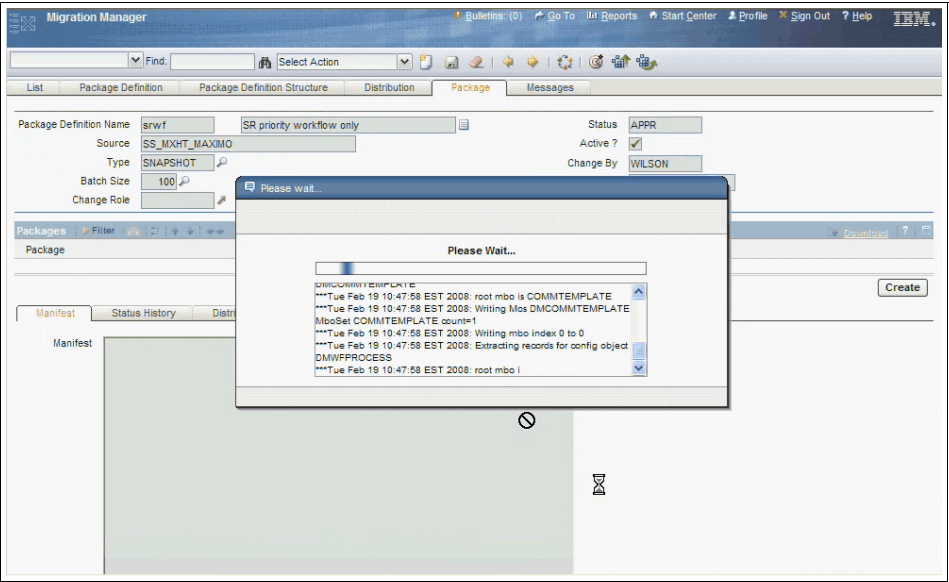 Migration Manager
Bulletins: (0) Go To Reports Start Center Profile Sign Out ? Help IBM.
Find: Select Action
List Package Definition Package Definition Structure Distribution Package Messages
Package Definition Name srwf SR priority workflow only Status APPR
Source SS_MXHT_MAXIMO Active ?
Type SNAPSHOT Change By WILSON
Batch Size 100
Change Role
Please wait...
Packages Filter Download ?
Package
Please Wait...
DMCOMMTEMPLATE
***Tue Feb 19 10:47:58 EST 2008: root mbo is COMMTEMPLATE
***Tue Feb 19 10:47:58 EST 2008: Writing Mos DMCOMMTEMPLATE
MboSet COMMTEMPLATE count=1
***Tue Feb 19 10:47:58 EST 2008: Writing mbo index 0 to 0
***Tue Feb 19 10:47:58 EST 2008: Extracting records for config object
DMWFPROCESS
***Tue Feb 19 10:47:58 EST 2008: root mbo i
Create
Manifest Status History Distri
Manifest